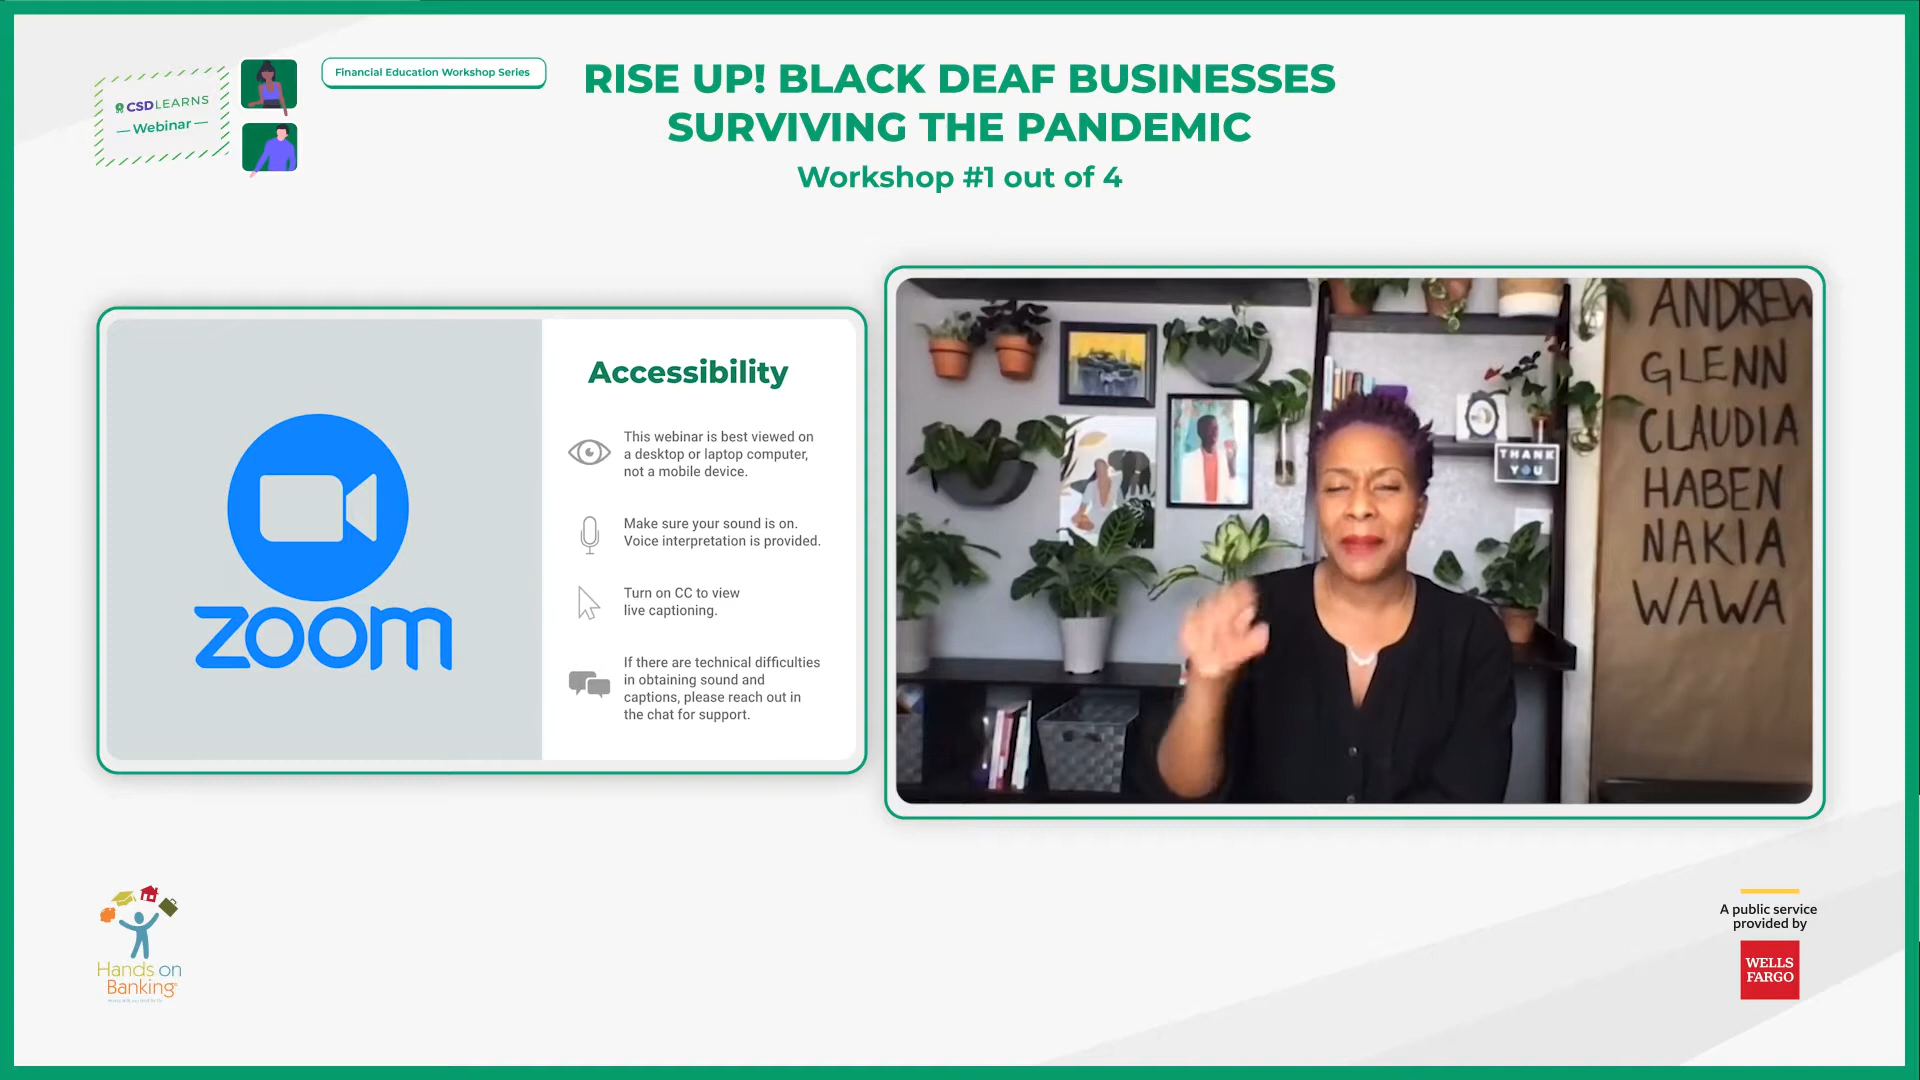 CSDLEARNS
— Webinar —
Financial Education Workshop Series
RISE UP! BLACK DEAF BUSINESSES
SURVIVING THE PANDEMIC
Workshop #1 out of 4
zoom
Accessibility
This webinar is best viewed on
a desktop or laptop computer,
not a mobile device.
Make sure your sound is on.
Voice interpretation is provided.
Turn on CC to view
live captioning.
If there are technical difficulties
in obtaining sound and
captions, please reach out in
the chat for support.
THANK
YOU
ANDREW
GLENN
CLAUDIA
HABEN
NAKIA
WAWA
Hands on
Banking®
A public service
provided by
WELLS
FARGO